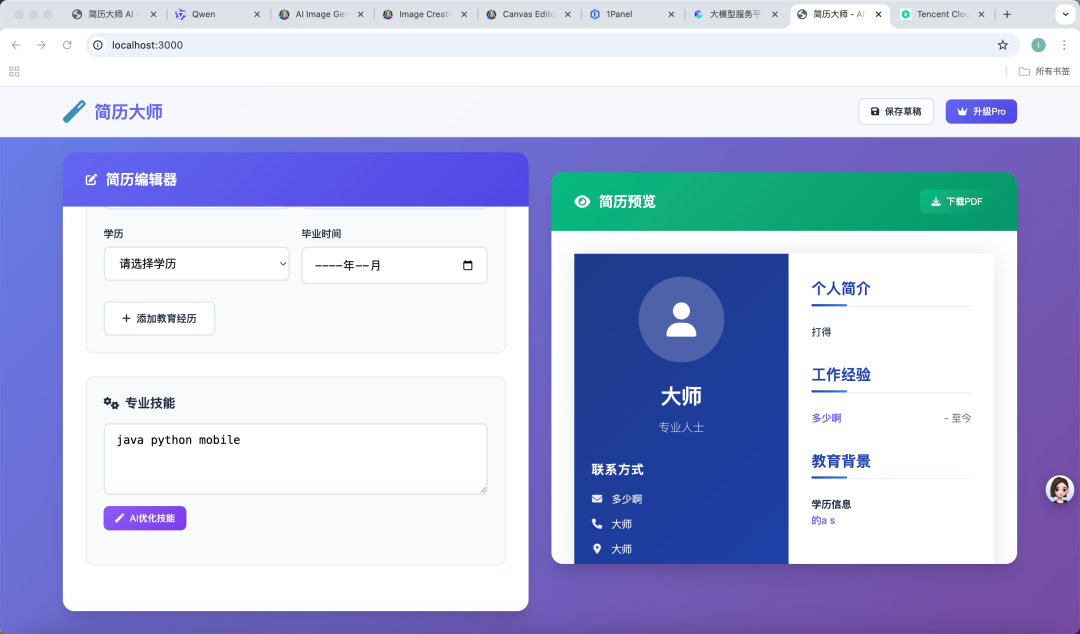 简历大师 AI -
Qwen
AI Image Ge
Image Creati
Canvas Edito
1Panel
大模型服务平
简历大师 - AI
Tencent Clou
localhost:3000
所有书签
简历大师
保存草稿
升级Pro
简历编辑器
学历
毕业时间
请选择学历
----年--月
+ 添加教育经历
专业技能
java python mobile
AI优化技能
简历预览
下载PDF
大师
专业人士
联系方式
多少啊
大师
大师
个人简介
打得
工作经验
多少啊
- 至今
教育背景
学历信息
的a s